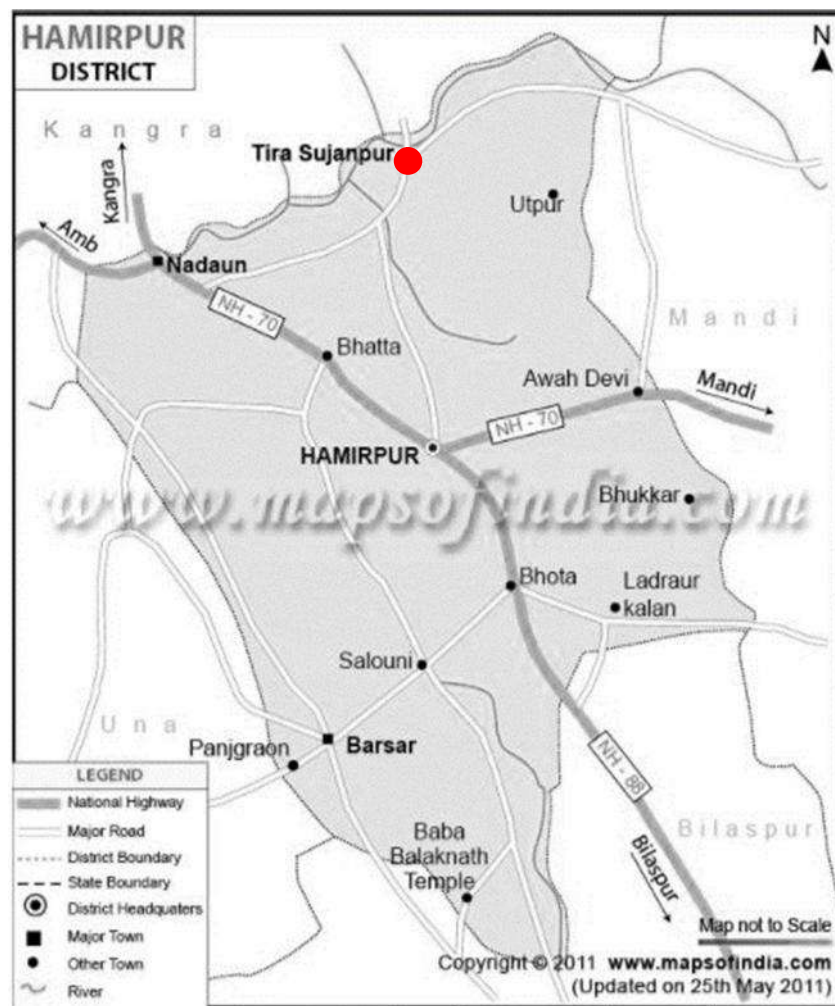 HAMIRPUR
DISTRICT
N
Kangra
Tira Sujanpur
Kangra
Utpur
Amb
Nadaun
NH - 70
Mandi
Bhatta
Awah Devi
Mandi
NH - 70
HAMIRPUR
Bhukkar
www.mapsofindia.com
Bhota
Ladraur
kalan
Salouni
Una
Barsar
Panjgraon
NH - 88
LEGEND
National Highway
Major Road
District Boundary
State Boundary
District Headquaters
Major Town
Other Town
River
Baba
Balaknath
Temple
Bilaspur
Bilaspur
Map not to Scale
Copyright © 2011 www.mapsofindia.com
(Updated on 25th May 2011)